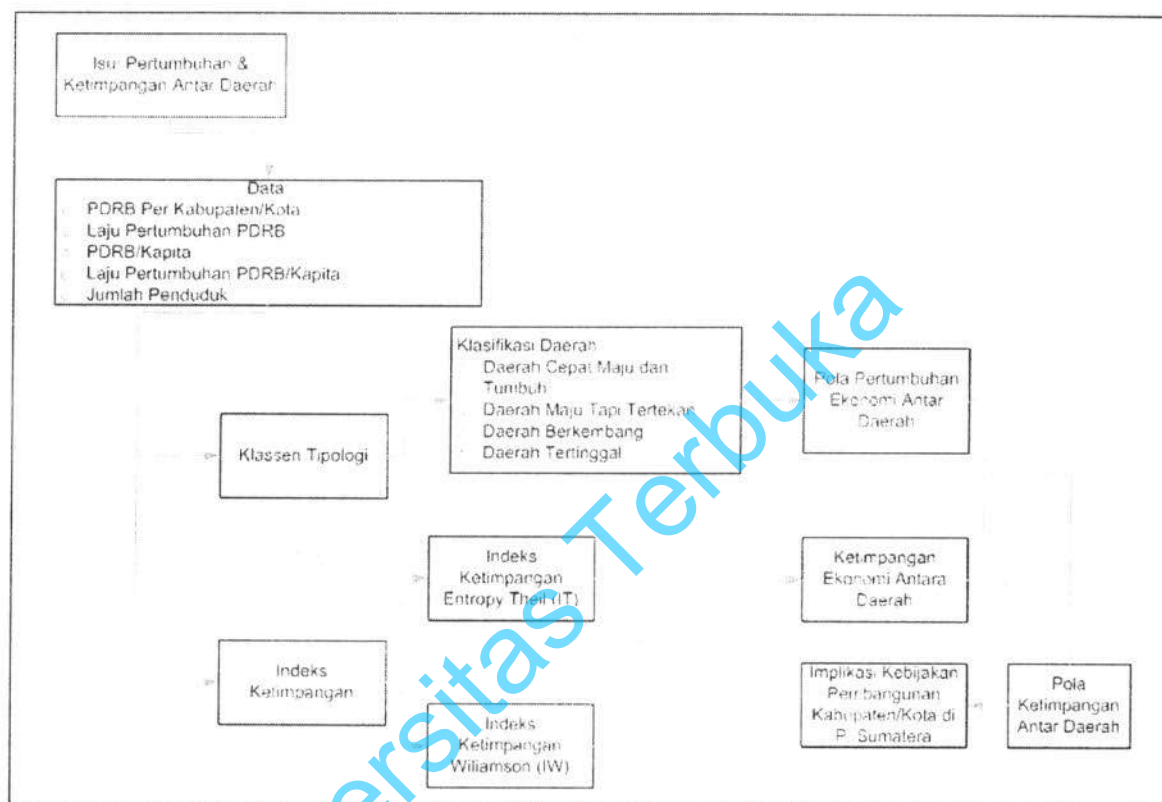 Isu: Pertumbuhan &
Ketimpangan Antar Daerah
Data
PDRB Per Kabupaten/Kota
Laju Pertumbuhan PDRB
PDRB/Kapita
Laju Pertumbuhan PDRB/Kapita
Jumlah Penduduk
Klassen Tipologi
Klasifikasi Daerah
Daerah Cepat Maju dan
Tumbuh
Daerah Maju Tapi Tertekan
Daerah Berkembang
Daerah Tertinggal
Pola Pertumbuhan
Ekonomi Antar
Daerah
Indeks
Ketimpangan
Entropy Theil (IT)
Ketimpangan
Ekonomi Antara
Daerah
Indeks
Ketimpangan
Indeks
Ketimpangan
Wiliamson (IW)
Implikasi Kebijakan
Pembangunan
Kabupaten/Kota di
P. Sumatera
Pola
Ketimpangan
Antar Daerah
ersitas Terbuka